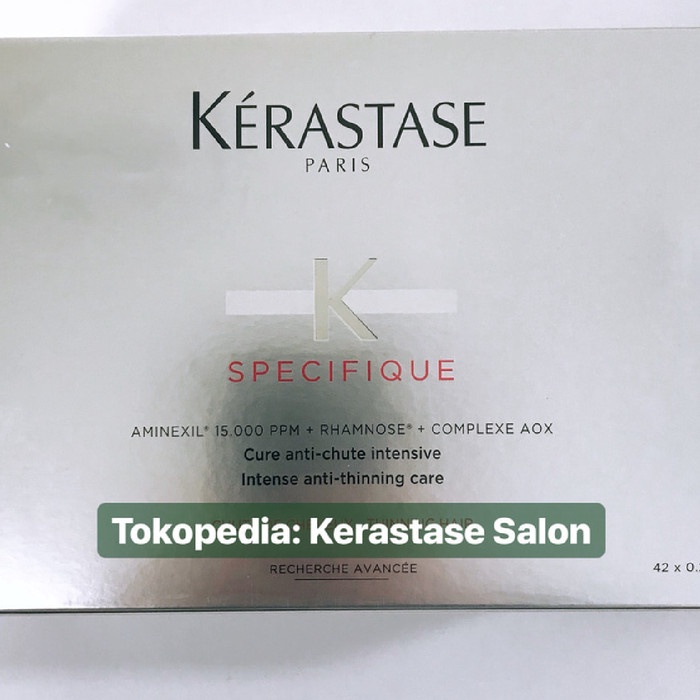 KÉRASTASE
PARIS
K
SPECIFIQUE
AMINEXIL® 15.000 PPM + RHAMNOSE® + COMPLEXE AOX
Cure anti-chute intensive
Intense anti-thinning care
Tokopedia: Kerastase Salon
RECHERCHE AVANCÉE
42 x 0.